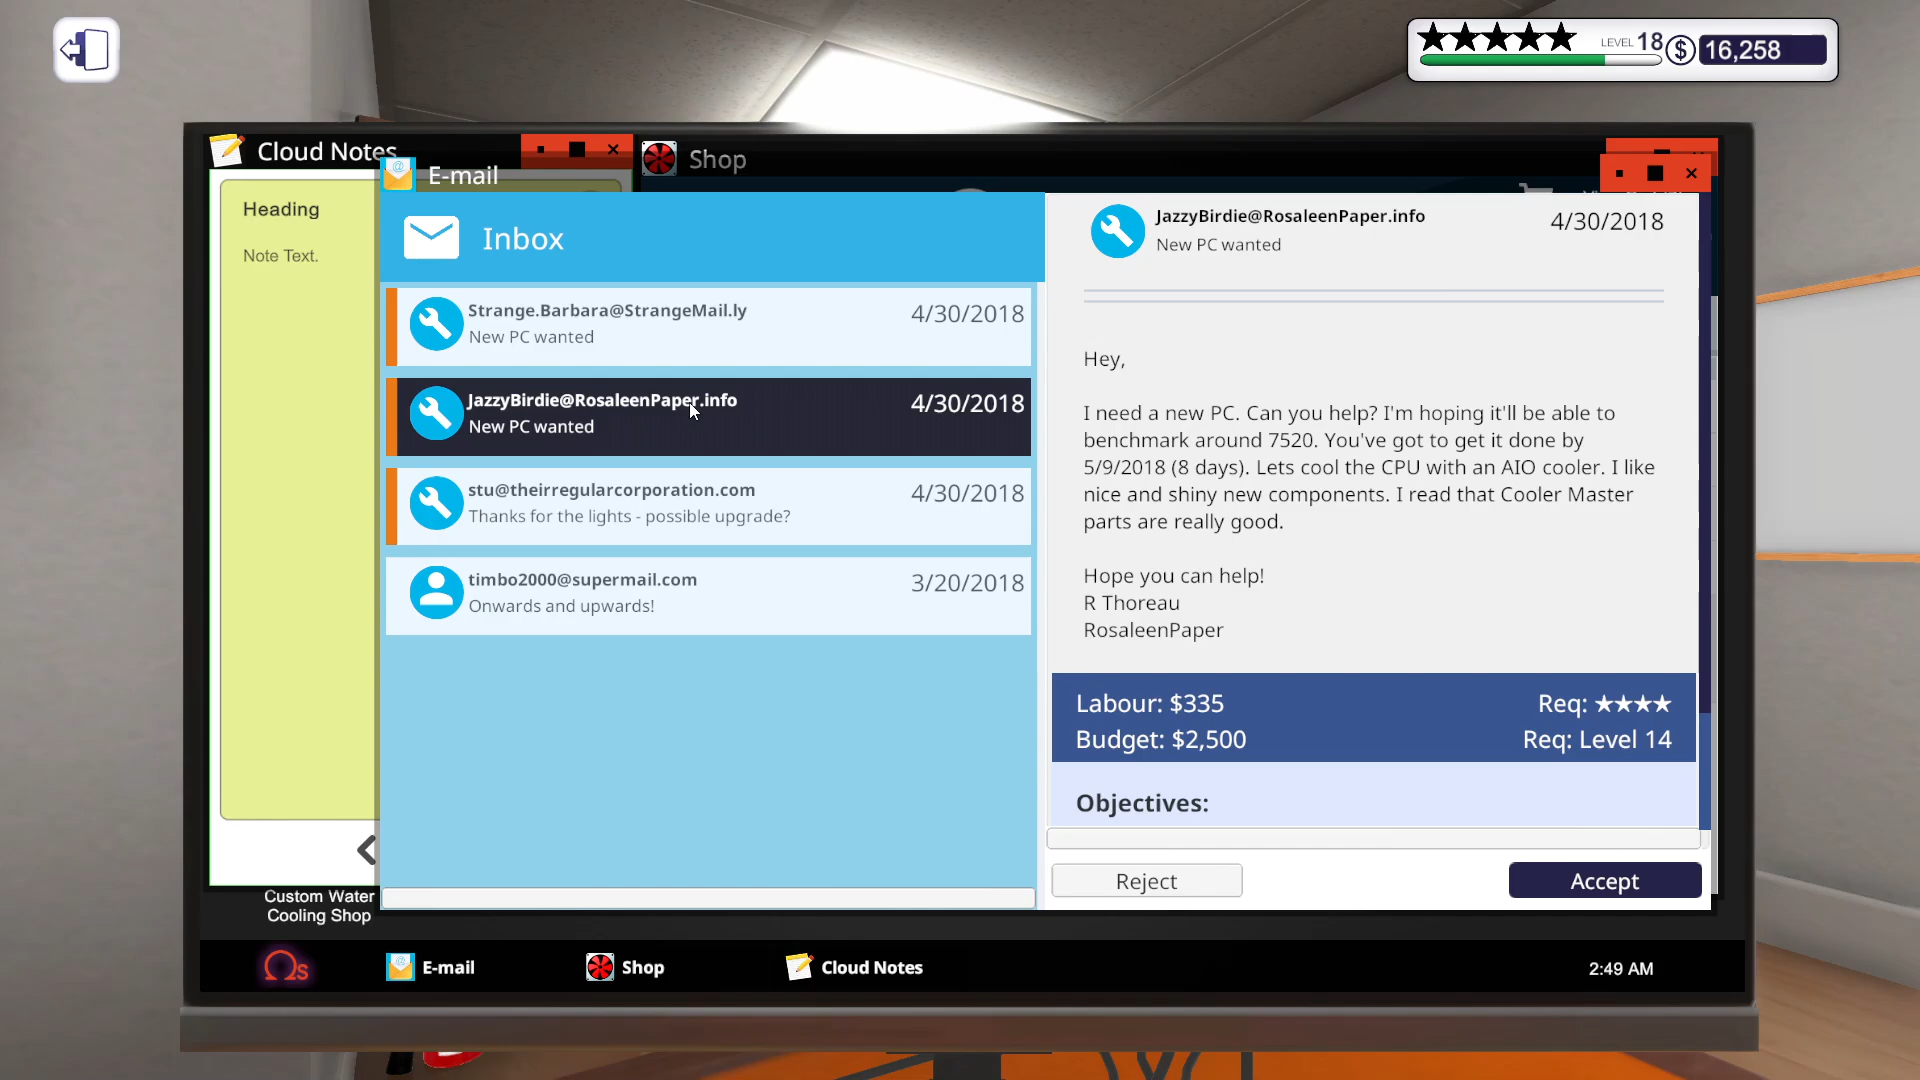 LEVEL 18
$ 16,258
Cloud Notes
Heading
Note Text.
Shop
E-mail
Inbox
Strange.Barbara@StrangeMail.ly
4/30/2018
New PC wanted
JazzyBirdie@RosaleenPaper.info
4/30/2018
New PC wanted
stu@theirregularcorporation.com
4/30/2018
Thanks for the lights - possible upgrade?
timbo2000@supermail.com
3/20/2018
Onwards and upwards!
JazzyBirdie@RosaleenPaper.info
4/30/2018
New PC wanted
Hey,
I need a new PC. Can you help? I'm hoping it'll be able to
benchmark around 7520. You've got to get it done by
5/9/2018 (8 days). Lets cool the CPU with an AIO cooler. I like
nice and shiny new components. I read that Cooler Master
parts are really good.
Hope you can help!
R Thoreau
RosaleenPaper
Labour: $335
Req: ★★★★
Budget: $2,500
Req: Level 14
Objectives:
Reject
Accept
Custom Water
Cooling Shop
Ωs
E-mail
Shop
Cloud Notes
2:49 AM